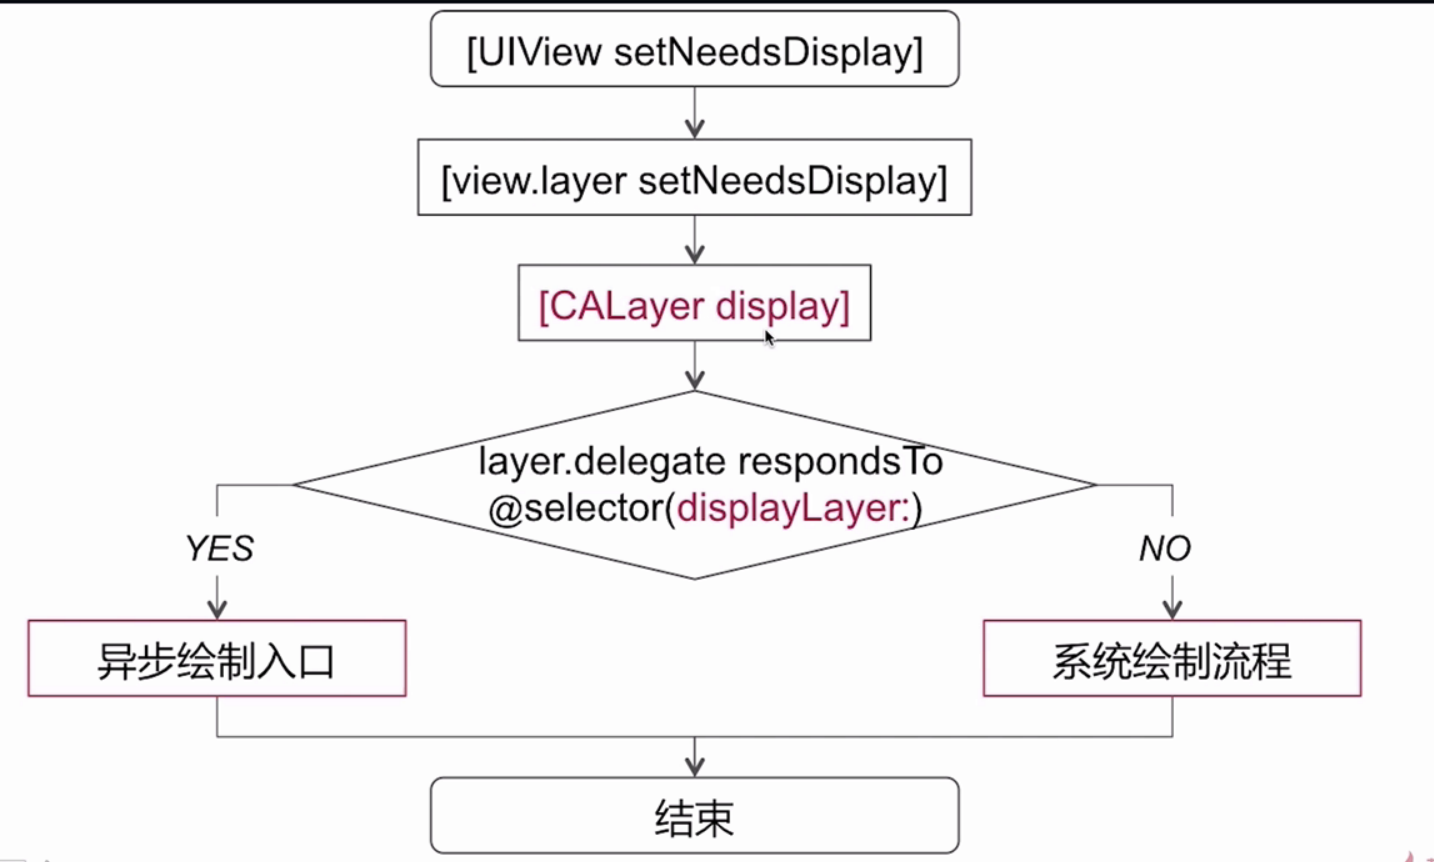 [UIView setNeedsDisplay]
[view.layer setNeedsDisplay]
[CALayer display]
layer.delegate respondsTo
@selector(displayLayer:)
YES
NO
异步绘制入口
系统绘制流程
结束